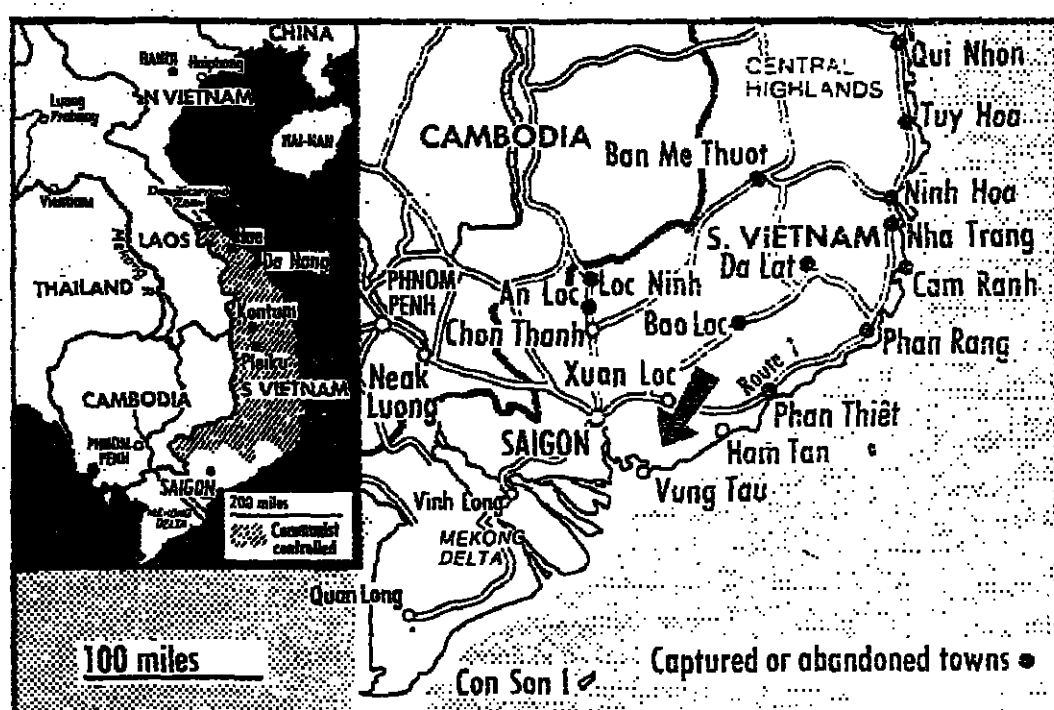 CHINA
HANOI
Haiphong
N VIETNAM
Luang
Prabang
HAI-NAN
Vientiane
Demilitarized
Zone
LAOS
Hue
Da Nang
THAILAND
Kontum
Pleiku
S VIETNAM
CAMBODIA
PHNOM
PENH
SAIGON
MEKONG
DELTA
200 miles
Communist
controlled
100 miles
CENTRAL
HIGHLANDS
Qui Nhon
Tuy Hoa
CAMBODIA
Ban Me Thuot
Ninh Hoa
S. VIETNAM
Nha Trang
Da Lat
PHNOM
PENH
An Loc
Loc Ninh
Cam Ranh
Chon Thanh
Bao Loc
Phan Rang
Neak
Luong
Xuan Loc
Route 1
Phan Thiêt
SAIGON
Ham Tan
Vung Tau
Vinh Long
MEKONG
DELTA
Quan Long
Con Son I
Captured or abandoned towns